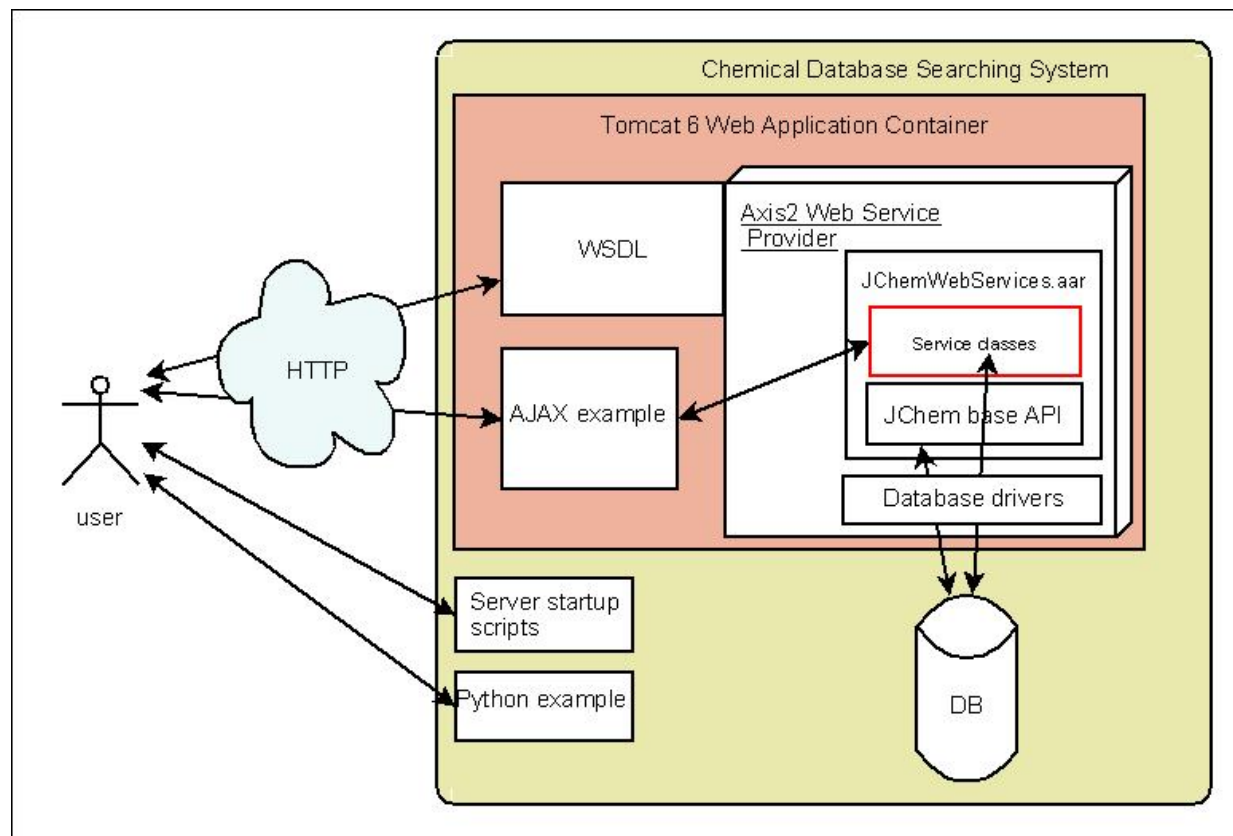 Chemical Database Searching System
Tomcat 6 Web Application Container
WSDL
Axis2 Web Service
Provider
JChemWebServices.aar
Service classes
JChem base API
Database drivers
HTTP
AJAX example
user
Server startup
scripts
Python example
DB